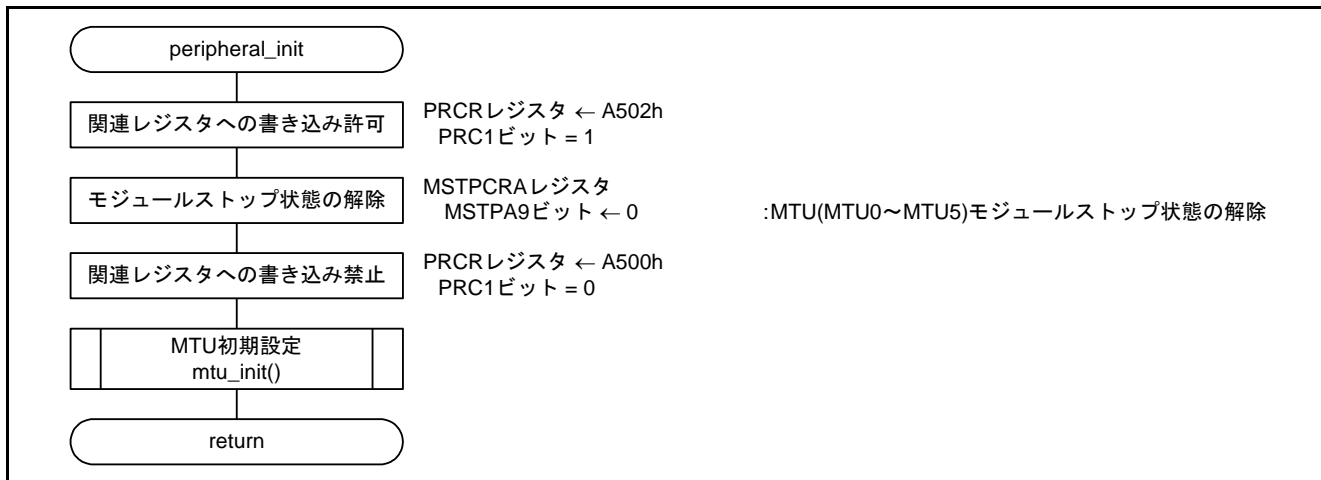 peripheral_init
関連レジスタへの書き込み許可
PRCRレジスタ ← A502h
PRC1ビット = 1
モジュールストップ状態の解除
MSTPCRAレジスタ
MSTPA9ビット ← 0 :MTU(MTU0～MTU5)モジュールストップ状態の解除
関連レジスタへの書き込み禁止
PRCRレジスタ ← A500h
PRC1ビット = 0
MTU初期設定
mtu_init()
return